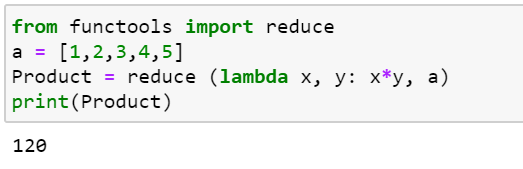 from functools import reduce
a = [1,2,3,4,5]
Product = reduce (lambda x, y: x*y, a)
print(Product)
120